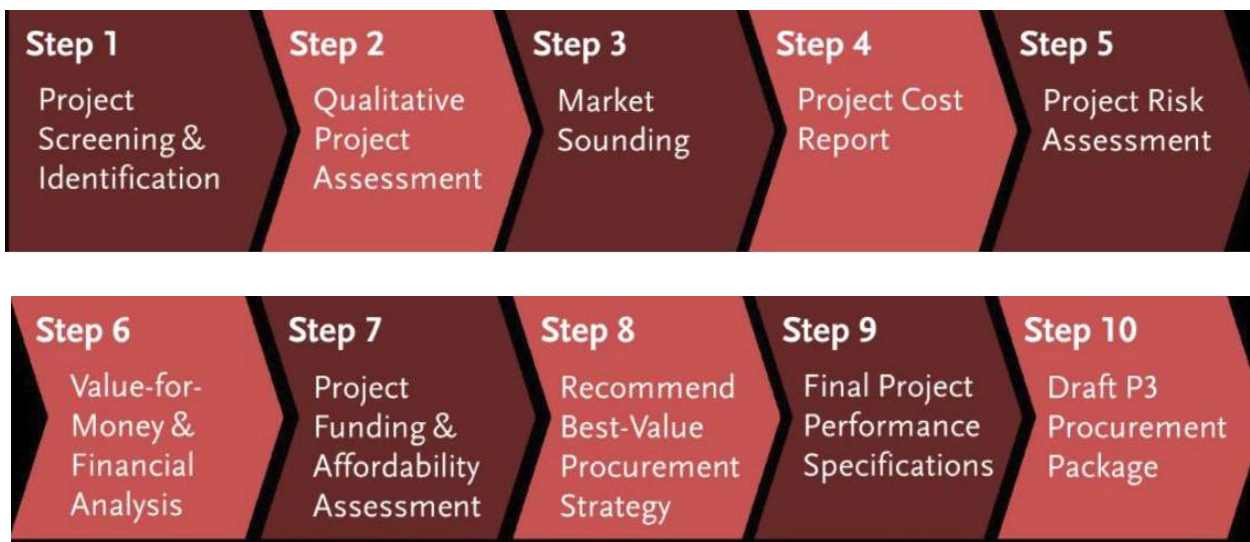 Step 1
Project
Screening &
Identification
Step 2
Qualitative
Project
Assessment
Step 3
Market
Sounding
Step 4
Project Cost
Report
Step 5
Project Risk
Assessment
Step 6
Value-for-
Money &
Financial
Analysis
Step 7
Project
Funding &
Affordability
Assessment
Step 8
Recommend
Best-Value
Procurement
Strategy
Step 9
Final Project
Performance
Specifications
Step 10
Draft P3
Procurement
Package